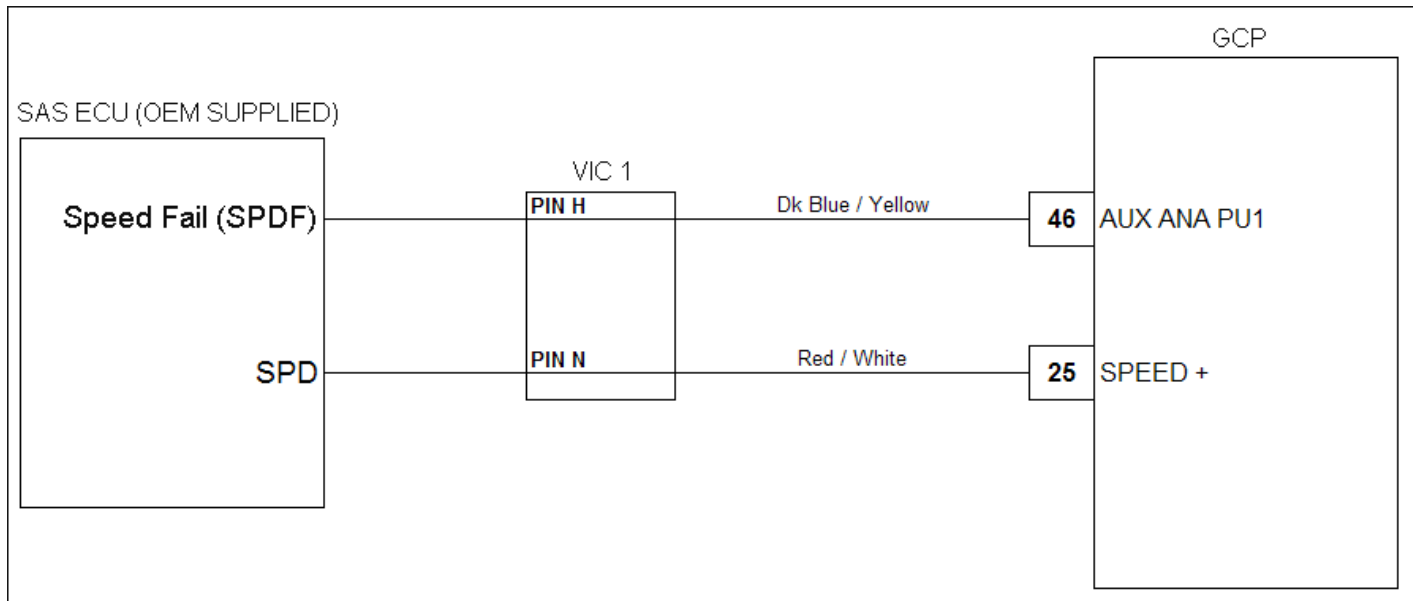 GCP
SAS ECU (OEM SUPPLIED)
VIC 1
Speed Fail (SPDF)
PIN H
Dk Blue / Yellow
46
AUX ANA PU1
SPD
PIN N
Red / White
25
SPEED +